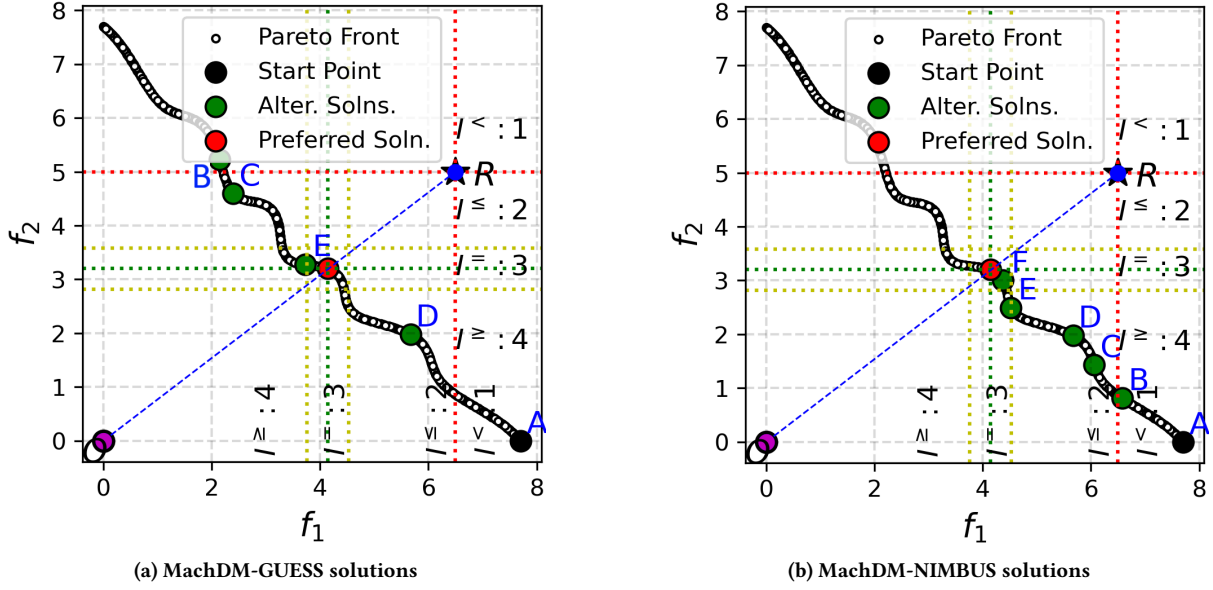 8
7
6
5
4
3
2
1
0
f₂
Pareto Front
Start Point
Alter. Solns.
Preferred Soln.
B
C
E
D
A
R
I^< : 1
I^≤ : 2
I^= : 3
I^≥ : 4
I^≥ : 4
I^= : 3
I^≤ : 2
I^< : 1
O
0
2
4
6
8
f₁
(a) MachDM-GUESS solutions
8
7
6
5
4
3
2
1
0
f₂
Pareto Front
Start Point
Alter. Solns.
Preferred Soln.
F
E
D
C
B
A
R
I^< : 1
I^≤ : 2
I^= : 3
I^≥ : 4
I^≥ : 4
I^= : 3
I^≤ : 2
I^< : 1
O
0
2
4
6
8
f₁
(b) MachDM-NIMBUS solutions